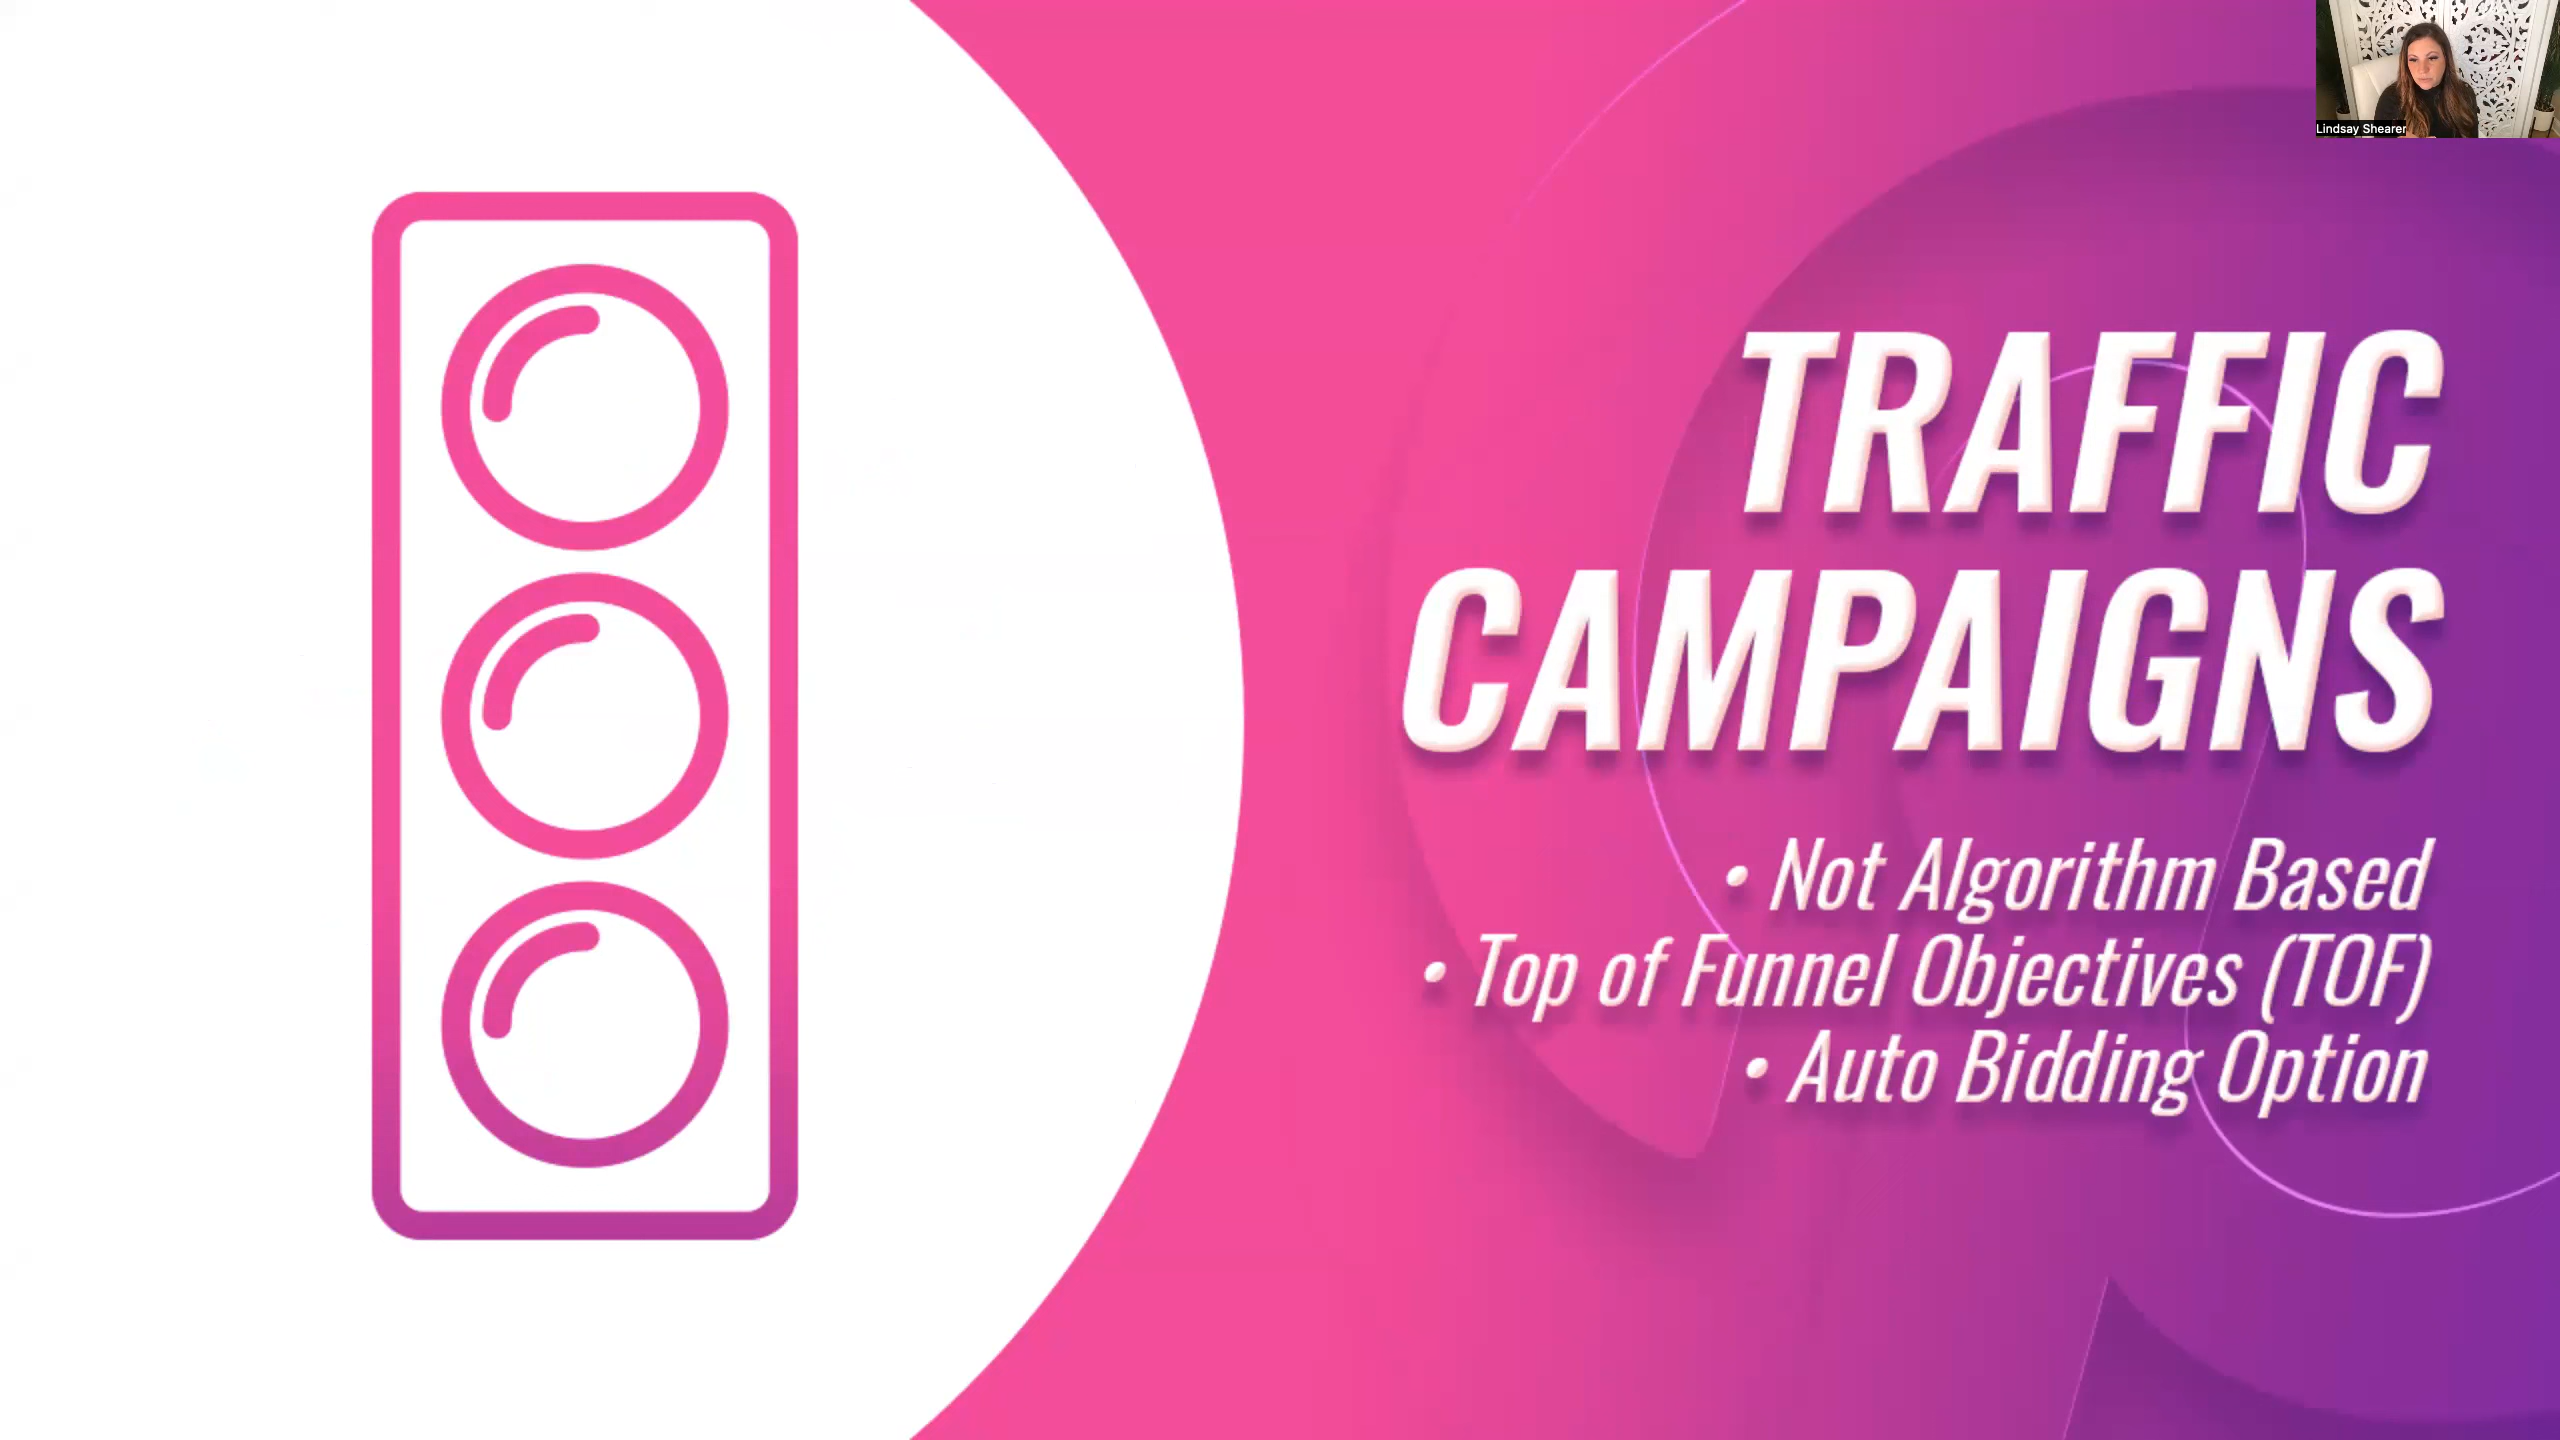 Lindsay Shearer
TRAFFIC
CAMPAIGNS
• Not Algorithm Based
• Top of Funnel Objectives (TOF)
• Auto Bidding Option